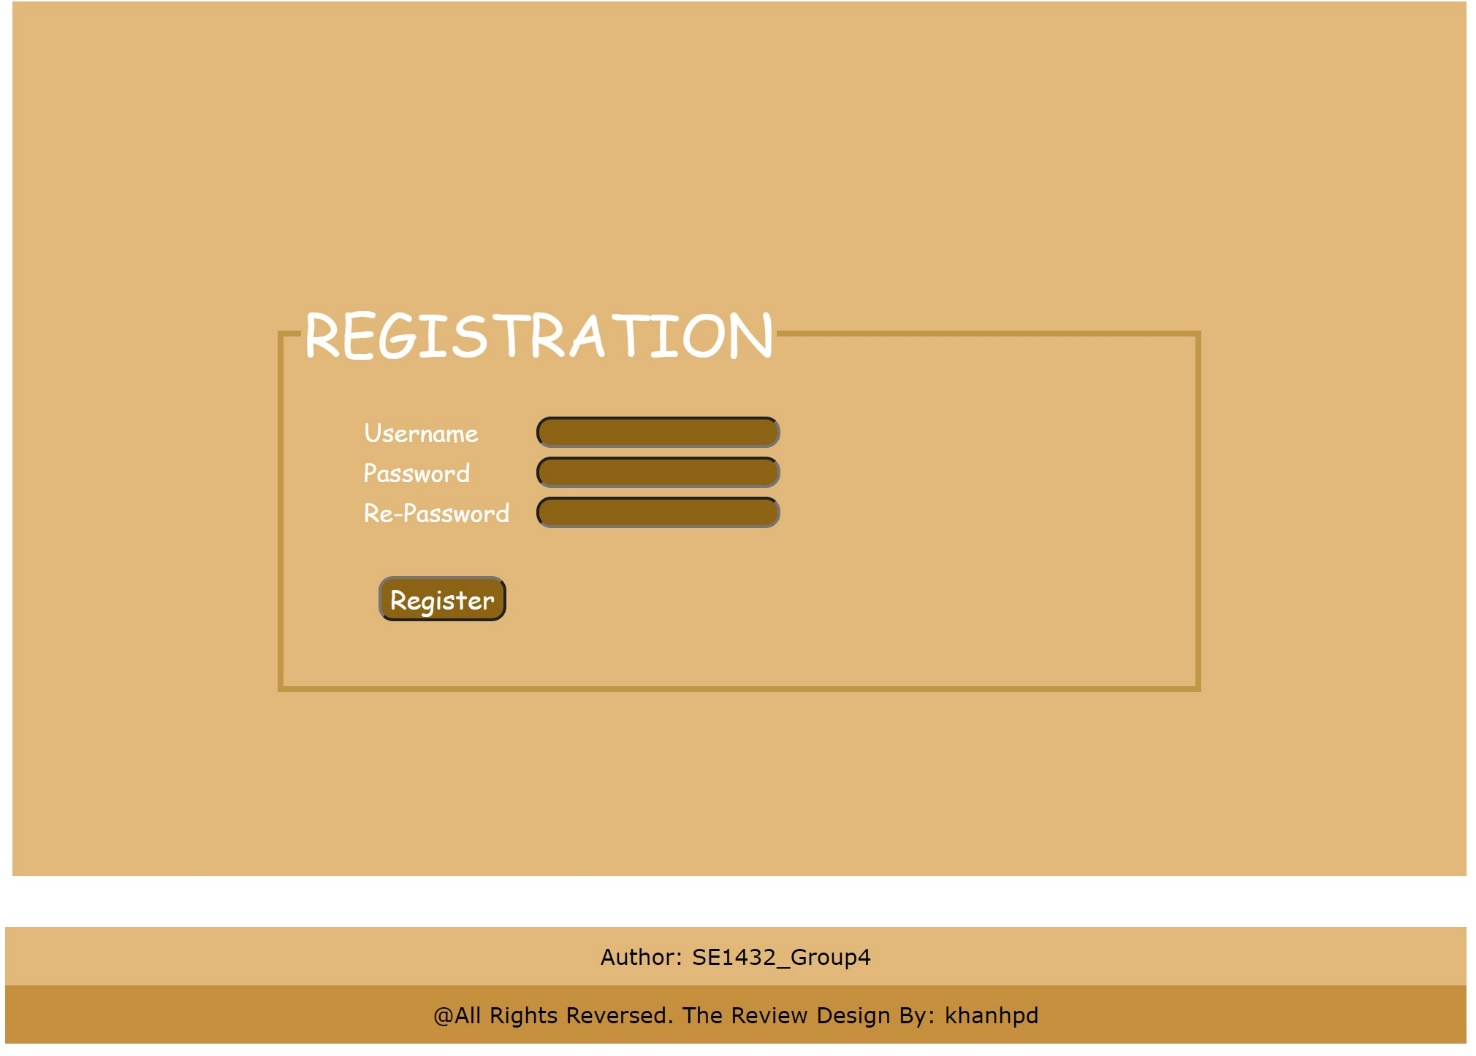 REGISTRATION
Username
Password
Re-Password
Register
Author: SE1432_Group4
@All Rights Reversed. The Review Design By: khanhpd